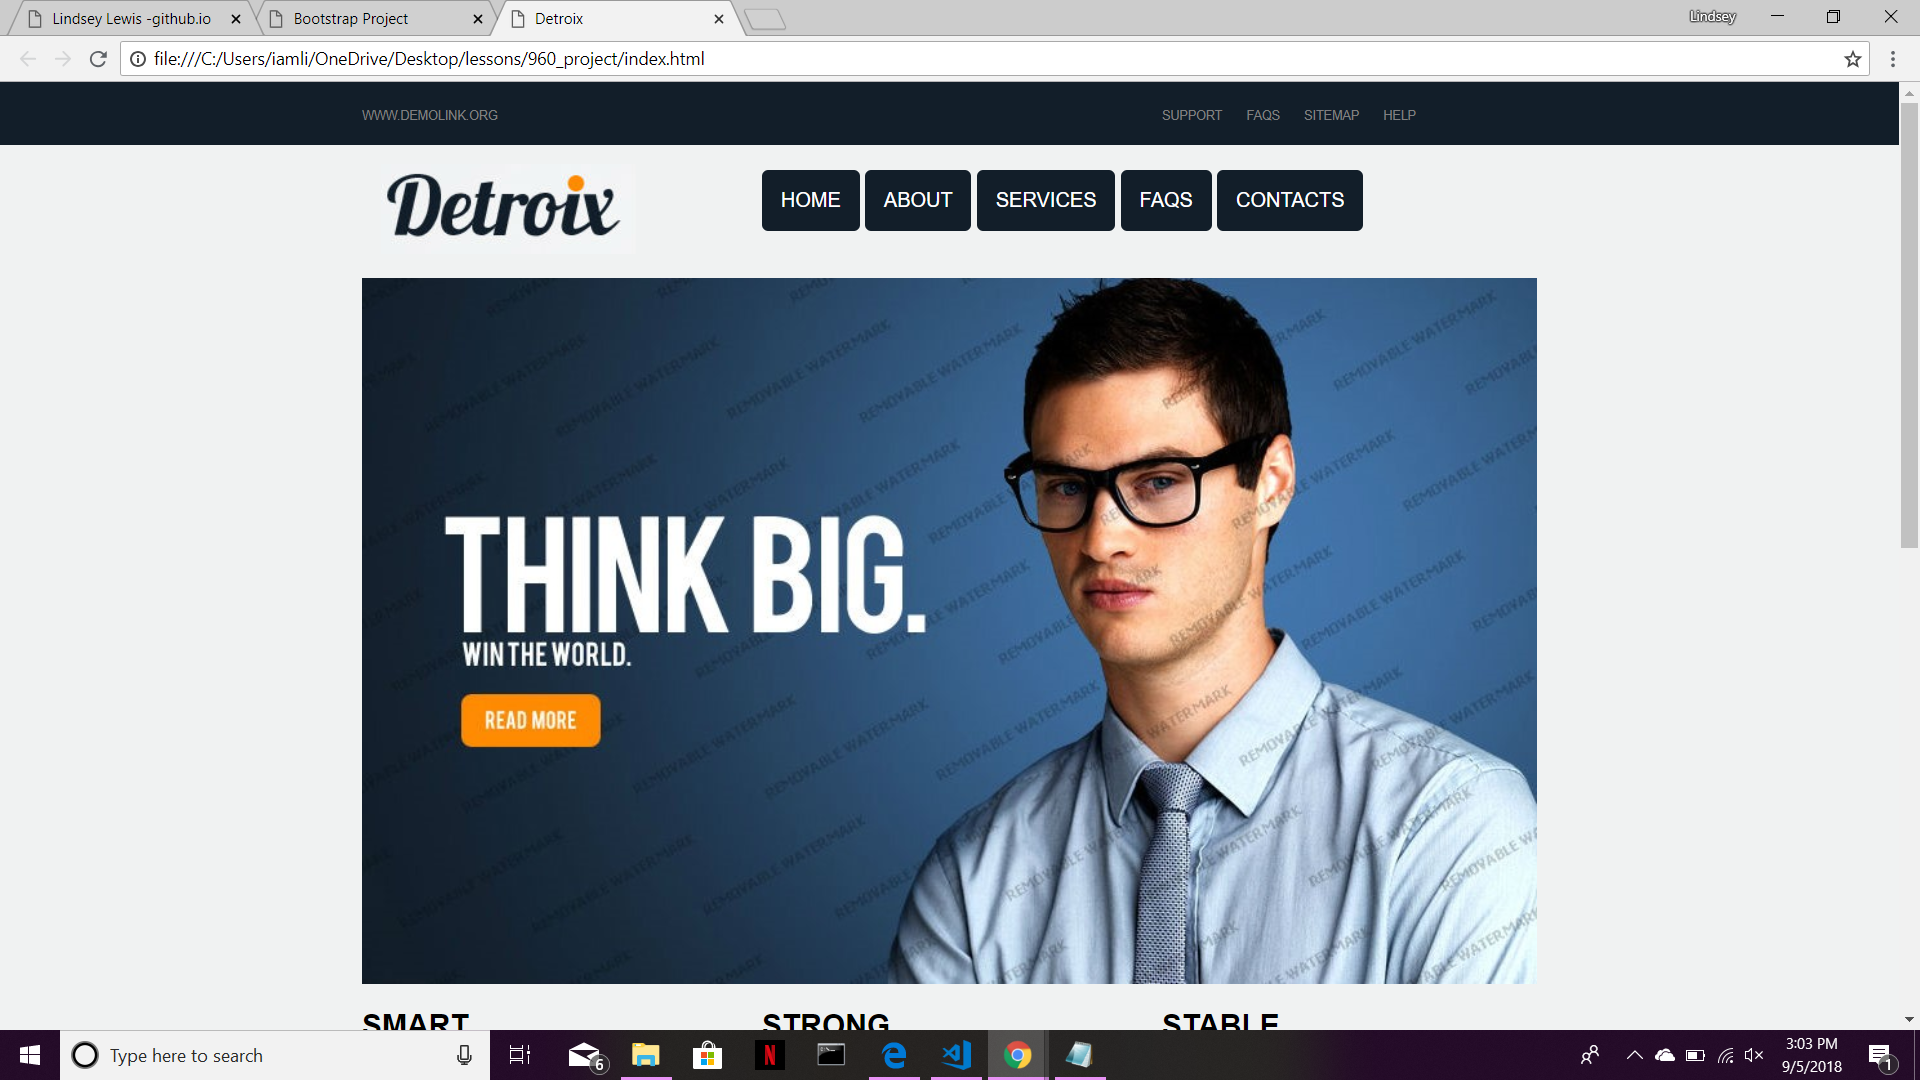 Lindsey Lewis -github.io
Bootstrap Project
Detroix
Lindsey
file:///C:/Users/iamli/OneDrive/Desktop/lessons/960_project/index.html
WWW.DEMOLINK.ORG
SUPPORT FAQS SITEMAP HELP
Detroix
HOME ABOUT SERVICES FAQS CONTACTS
REMOVABLE WATERMARK
THINK BIG.
WIN THE WORLD.
READ MORE
SMART STRONG STABLE
Type here to search
6
N
3:03 PM
9/5/2018
1